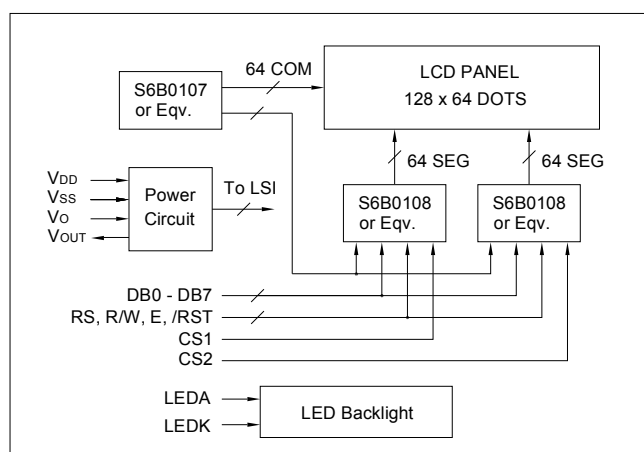 64 COM
S6B0107
or Eqv.
LCD PANEL
128 x 64 DOTS
64 SEG
64 SEG
VDD
VSS
VO
VOUT
Power
Circuit
To LSI
S6B0108
or Eqv.
S6B0108
or Eqv.
DB0 - DB7
RS, R/W, E, /RST
CS1
CS2
LEDA
LEDK
LED Backlight